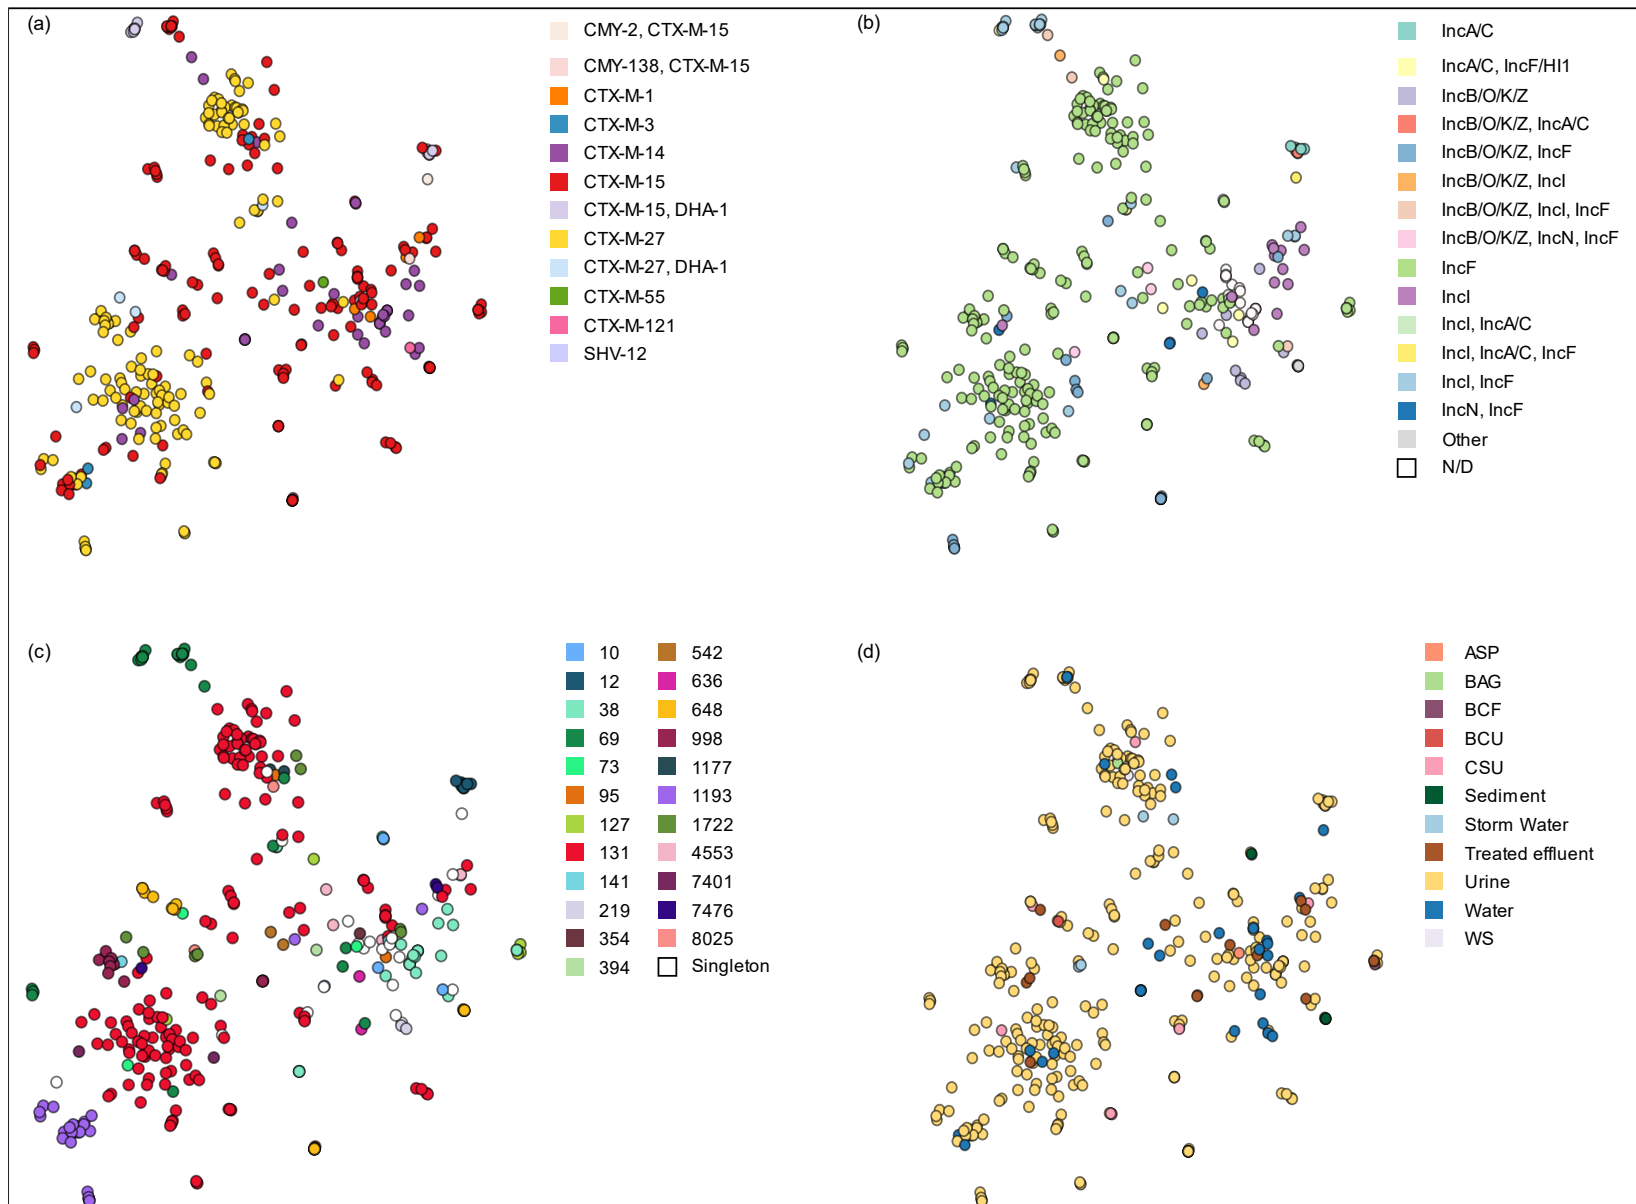 (a)
CMY-2, CTX-M-15
CMY-138, CTX-M-15
CTX-M-1
CTX-M-3
CTX-M-14
CTX-M-15
CTX-M-15, DHA-1
CTX-M-27
CTX-M-27, DHA-1
CTX-M-55
CTX-M-121
SHV-12
(b)
IncA/C
IncA/C, IncF/HI1
IncB/O/K/Z
IncB/O/K/Z, IncA/C
IncB/O/K/Z, IncF
IncB/O/K/Z, IncI
IncB/O/K/Z, IncI, IncF
IncB/O/K/Z, IncN, IncF
IncF
IncI
IncI, IncA/C
IncI, IncA/C, IncF
IncI, IncF
IncN, IncF
Other
N/D
(c)
10
12
38
69
73
95
127
131
141
219
354
394
542
636
648
998
1177
1193
1722
4553
7401
7476
8025
Singleton
(d)
ASP
BAG
BCF
BCU
CSU
Sediment
Storm Water
Treated effluent
Urine
Water
WS